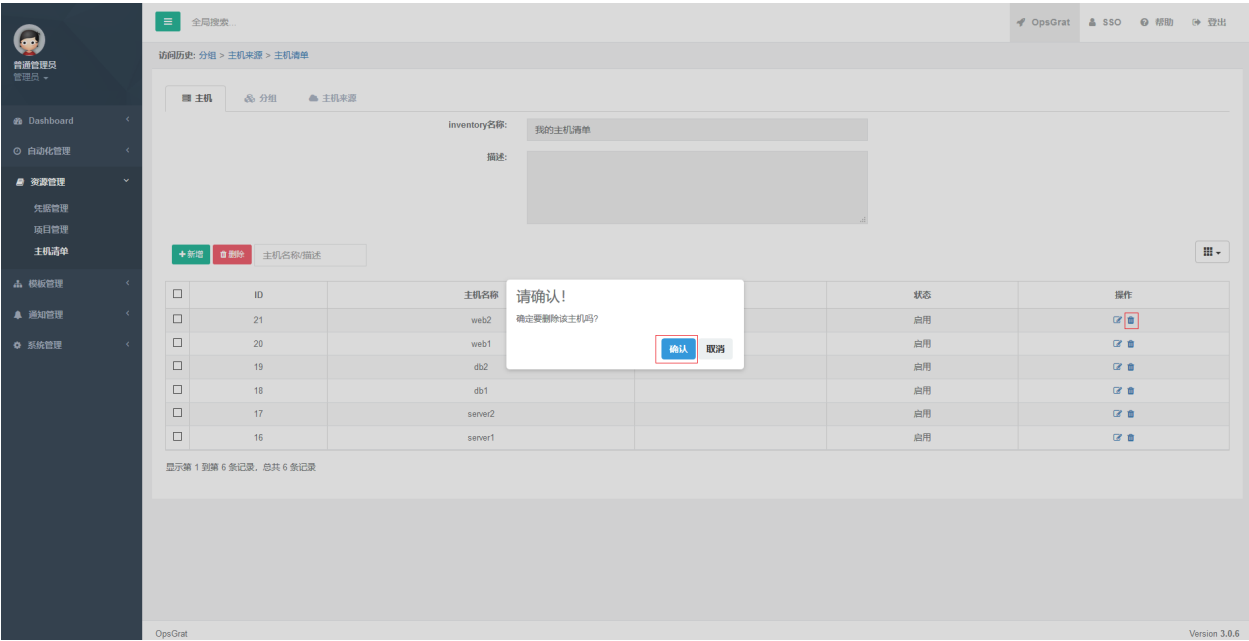 全局搜索...
OpsGrat
SSO
帮助
登出
普通管理员
管理员
Dashboard
自动化管理
资源管理
凭据管理
项目管理
主机清单
模板管理
通知管理
系统管理
访问历史: 分组 > 主机来源 > 主机清单
主机
分组
主机来源
inventory名称:
我的主机清单
描述:
新增
删除
主机名称/描述
ID 主机名称 状态 操作
21 web2 启用
20 web1 启用
19 db2 启用
18 db1 启用
17 server2 启用
16 server1 启用
请确认!
确定要删除该主机吗?
确认
取消
显示第 1 到第 6 条记录，总共 6 条记录
OpsGrat
Version 3.0.6